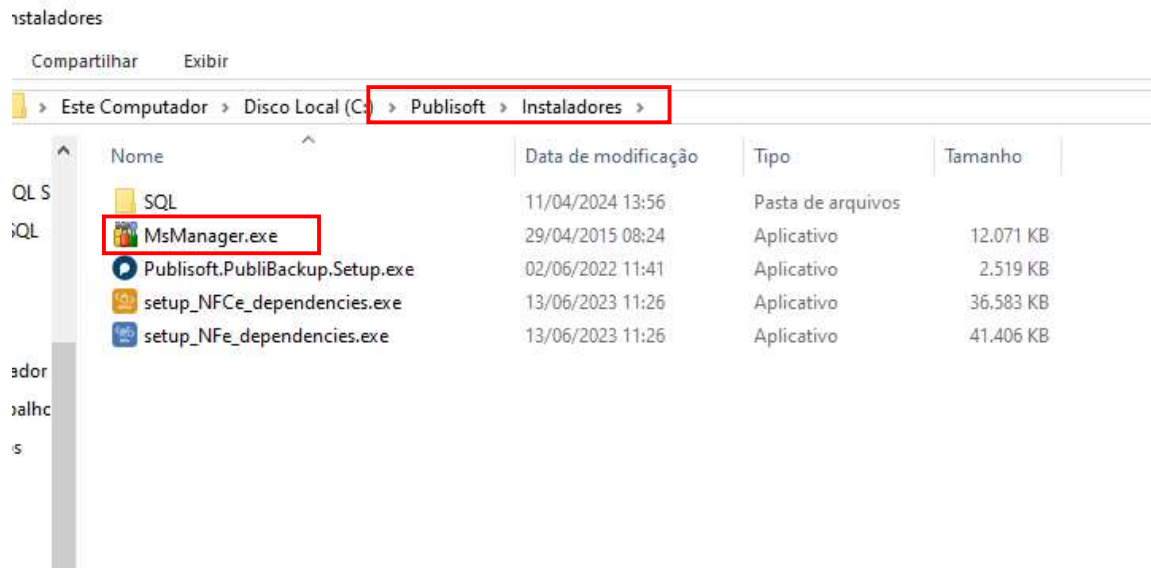 nstaladores
Compartilhar Exibir
Este Computador > Disco Local (C:) > Publisoft > Instaladores >
Nome Data de modificação Tipo Tamanho
SQL 11/04/2024 13:56 Pasta de arquivos
MsManager.exe 29/04/2015 08:24 Aplicativo 12.071 KB
Publisoft.PubliBackup.Setup.exe 02/06/2022 11:41 Aplicativo 2.519 KB
setup_NFCe_dependencies.exe 13/06/2023 11:26 Aplicativo 36.583 KB
setup_NFe_dependencies.exe 13/06/2023 11:26 Aplicativo 41.406 KB
QL S
SQL
ador
balho
s